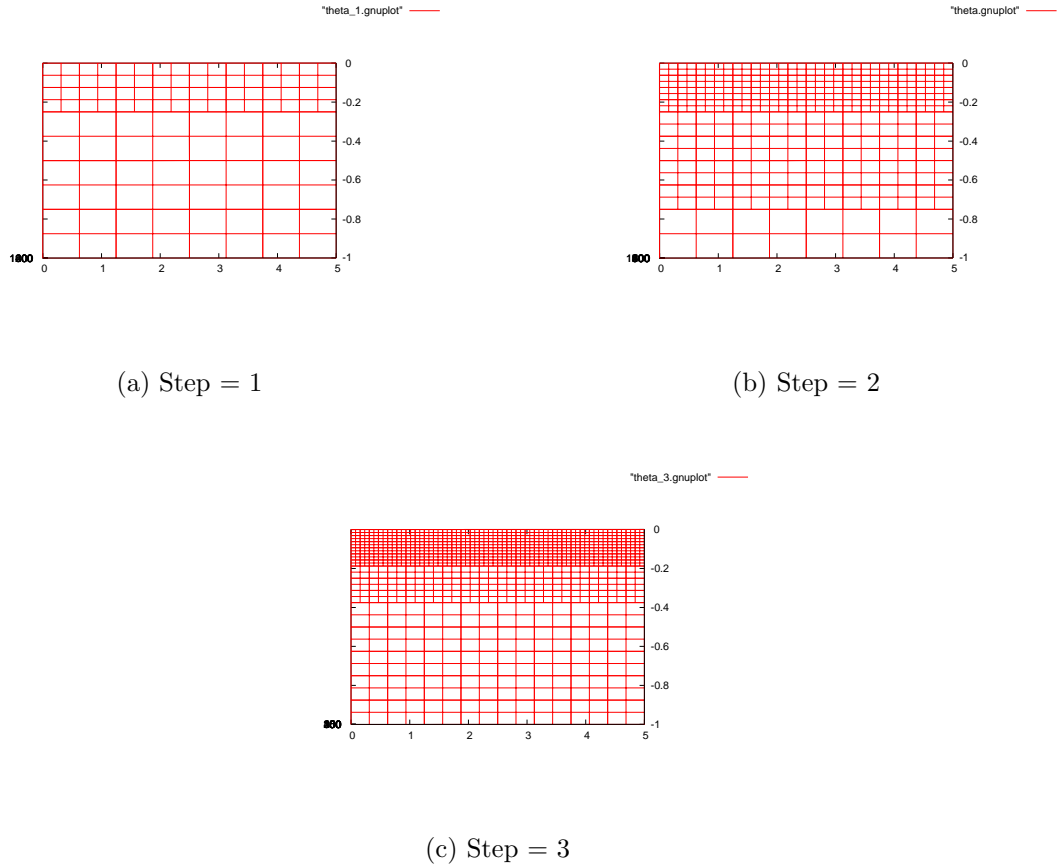 "theta_1.gnuplot"
0
-0.2
-0.4
-0.6
-0.8
-1
0 1 2 3 4 5
(a) Step = 1
"theta.gnuplot"
0
-0.2
-0.4
-0.6
-0.8
-1
0 1 2 3 4 5
(b) Step = 2
"theta_3.gnuplot"
0
-0.2
-0.4
-0.6
-0.8
-1
0 1 2 3 4 5
(c) Step = 3